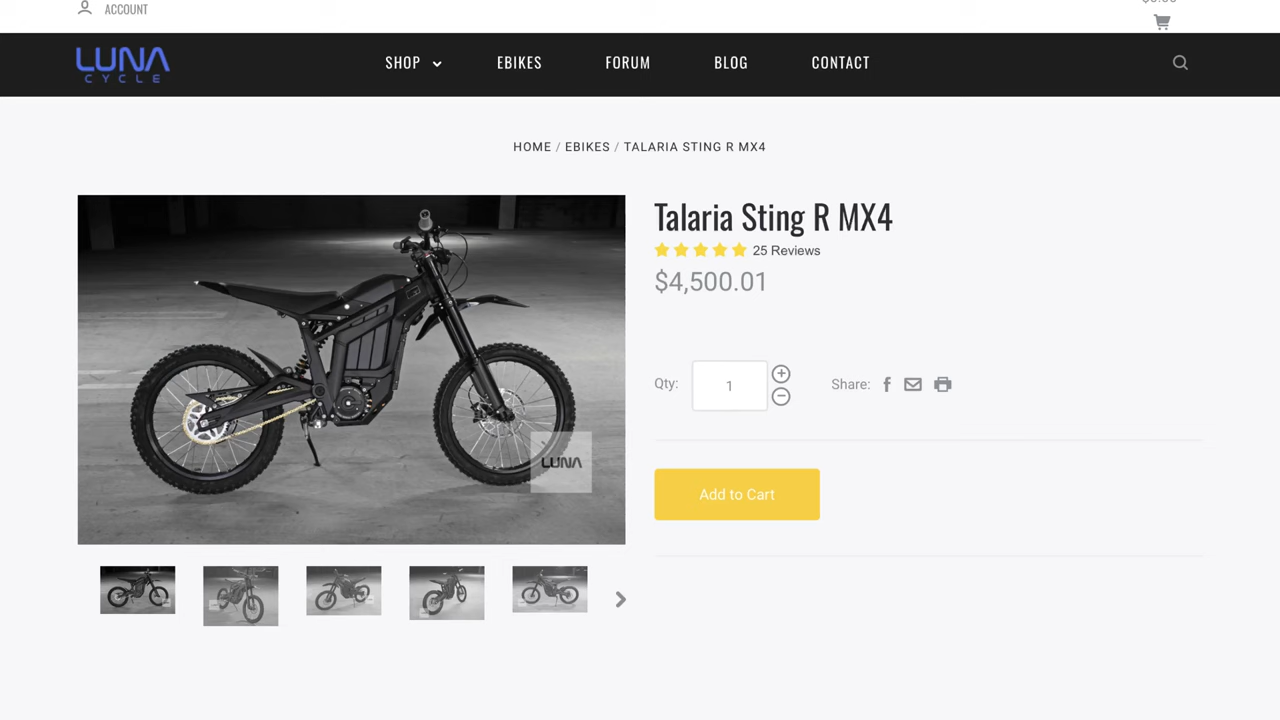 ACCOUNT
LUNA
CYCLE
SHOP
EBIKES
FORUM
BLOG
CONTACT
HOME / EBIKES / TALARIA STING R MX4
Talaria Sting R MX4
25 Reviews
$4,500.01
Qty:
1
Share:
LUNA
Add to Cart